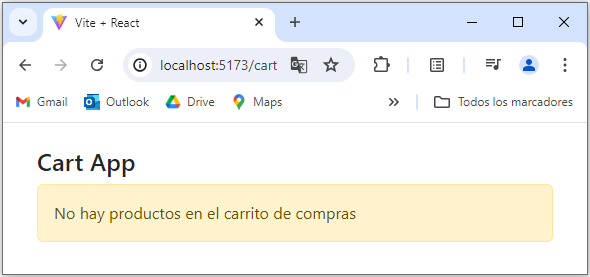 Vite + React
localhost:5173/cart
Gmail Outlook Drive Maps Todos los marcadores
Cart App
No hay productos en el carrito de compras